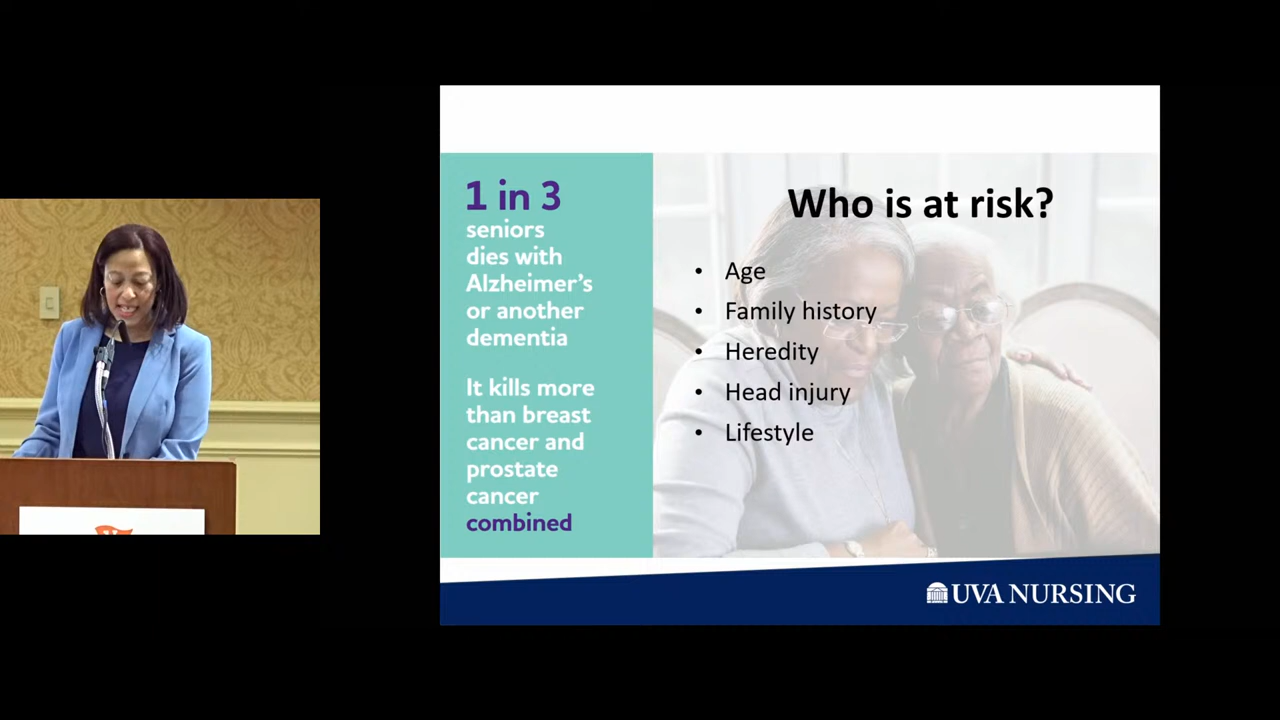 1 in 3
seniors
dies with
Alzheimer's
or another
dementia
It kills more
than breast
cancer and
prostate
cancer
combined
Who is at risk?
• Age
• Family history
• Heredity
• Head injury
• Lifestyle
UVA NURSING